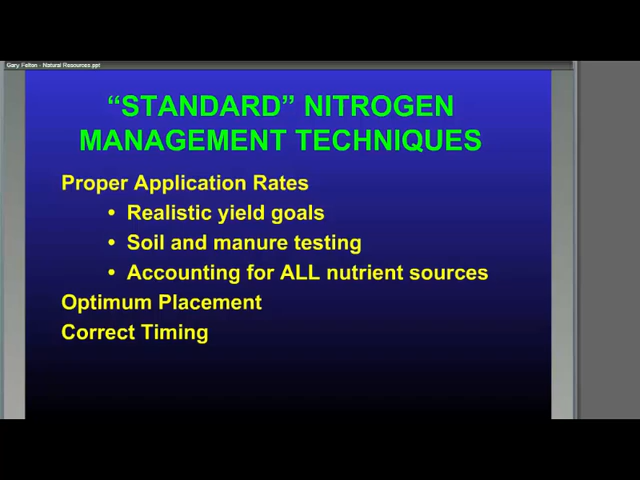 Gary Felton - Natural Resources.ppt
“STANDARD” NITROGEN
MANAGEMENT TECHNIQUES
Proper Application Rates
• Realistic yield goals
• Soil and manure testing
• Accounting for ALL nutrient sources
Optimum Placement
Correct Timing